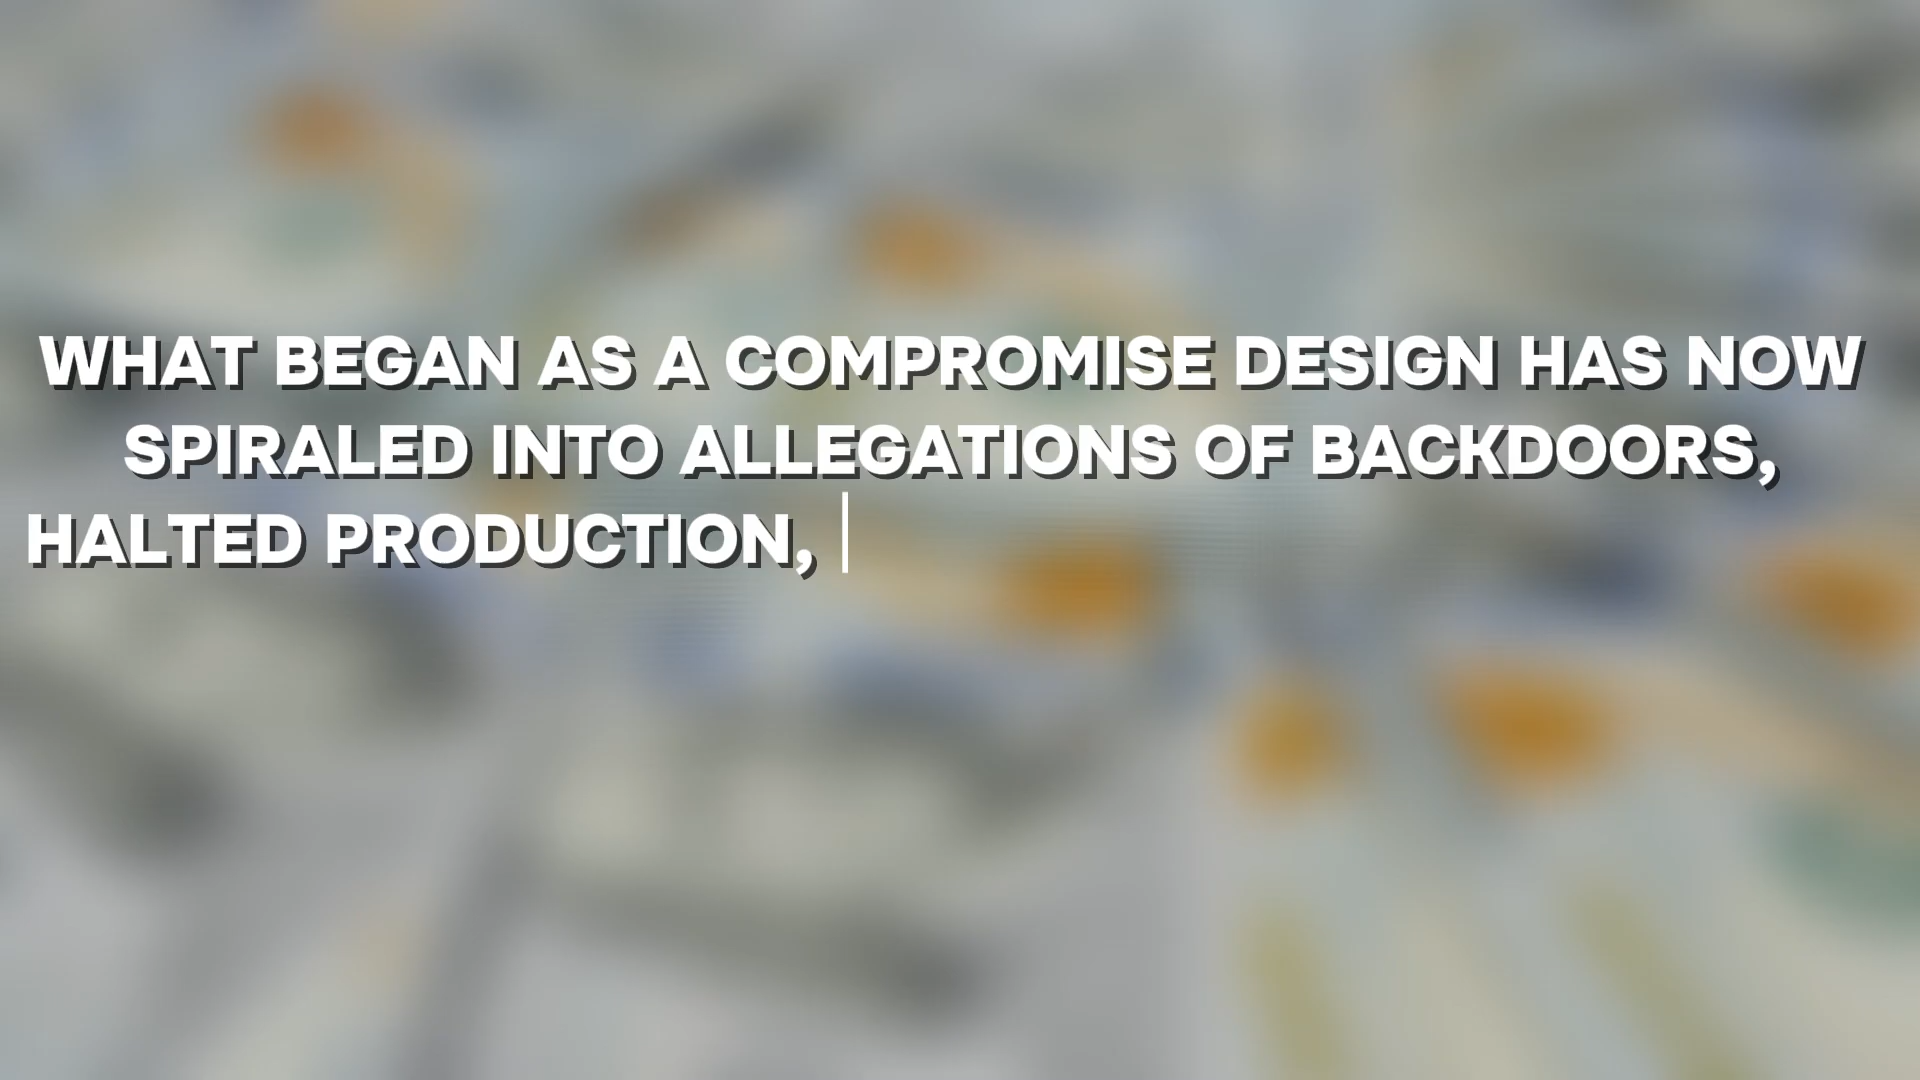 WHAT BEGAN AS A COMPROMISE DESIGN HAS NOW
SPIRALED INTO ALLEGATIONS OF BACKDOORS,
HALTED PRODUCTION,